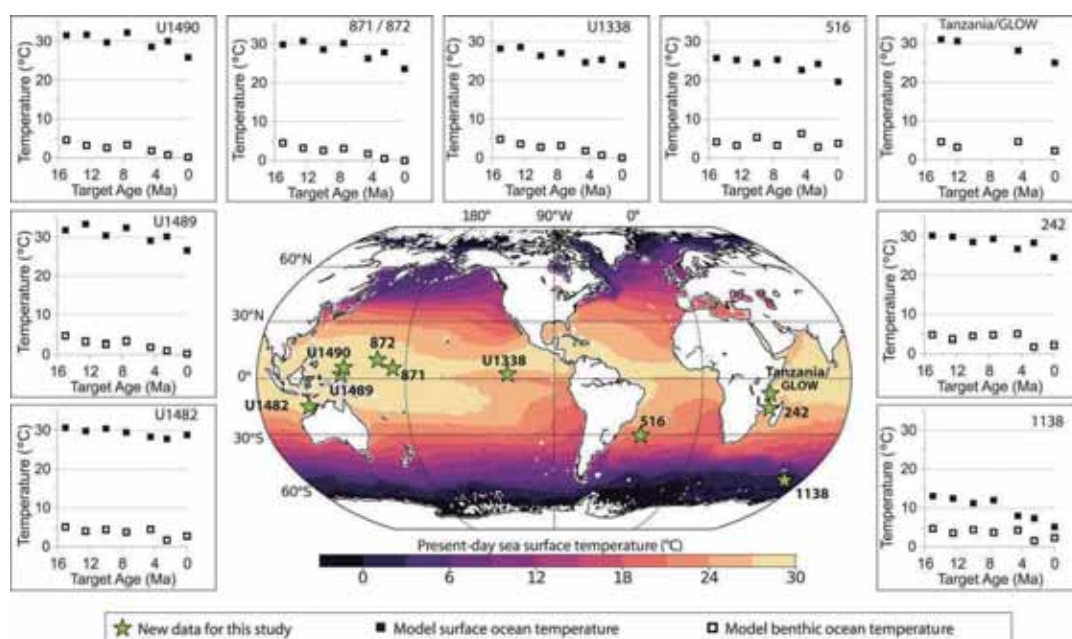 U1490
Temperature (°C)
30
20
10
0
16 12 8 4 0
Target Age (Ma)
871 / 872
Temperature (°C)
30
20
10
0
16 12 8 4 0
Target Age (Ma)
U1338
Temperature (°C)
30
20
10
0
16 12 8 4 0
Target Age (Ma)
516
Temperature (°C)
30
20
10
0
16 12 8 4 0
Target Age (Ma)
Tanzania/GLOW
Temperature (°C)
30
20
10
0
16 12 8 4 0
Target Age (Ma)
U1489
Temperature (°C)
30
20
10
0
16 12 8 4 0
Target Age (Ma)
180° 90°W 0°
60°N
30°N
0°
30°S
60°S
872
U1490
871
U1338
U1489
U1482
Tanzania/
GLOW
242
516
1138
242
Temperature (°C)
30
20
10
0
16 12 8 4 0
Target Age (Ma)
U1482
Temperature (°C)
30
20
10
0
16 12 8 4 0
Target Age (Ma)
1138
Temperature (°C)
30
20
10
0
16 12 8 4 0
Target Age (Ma)
Present-day sea surface temperature (°C)
0 6 12 18 24 30
New data for this study Model surface ocean temperature Model benthic ocean temperature